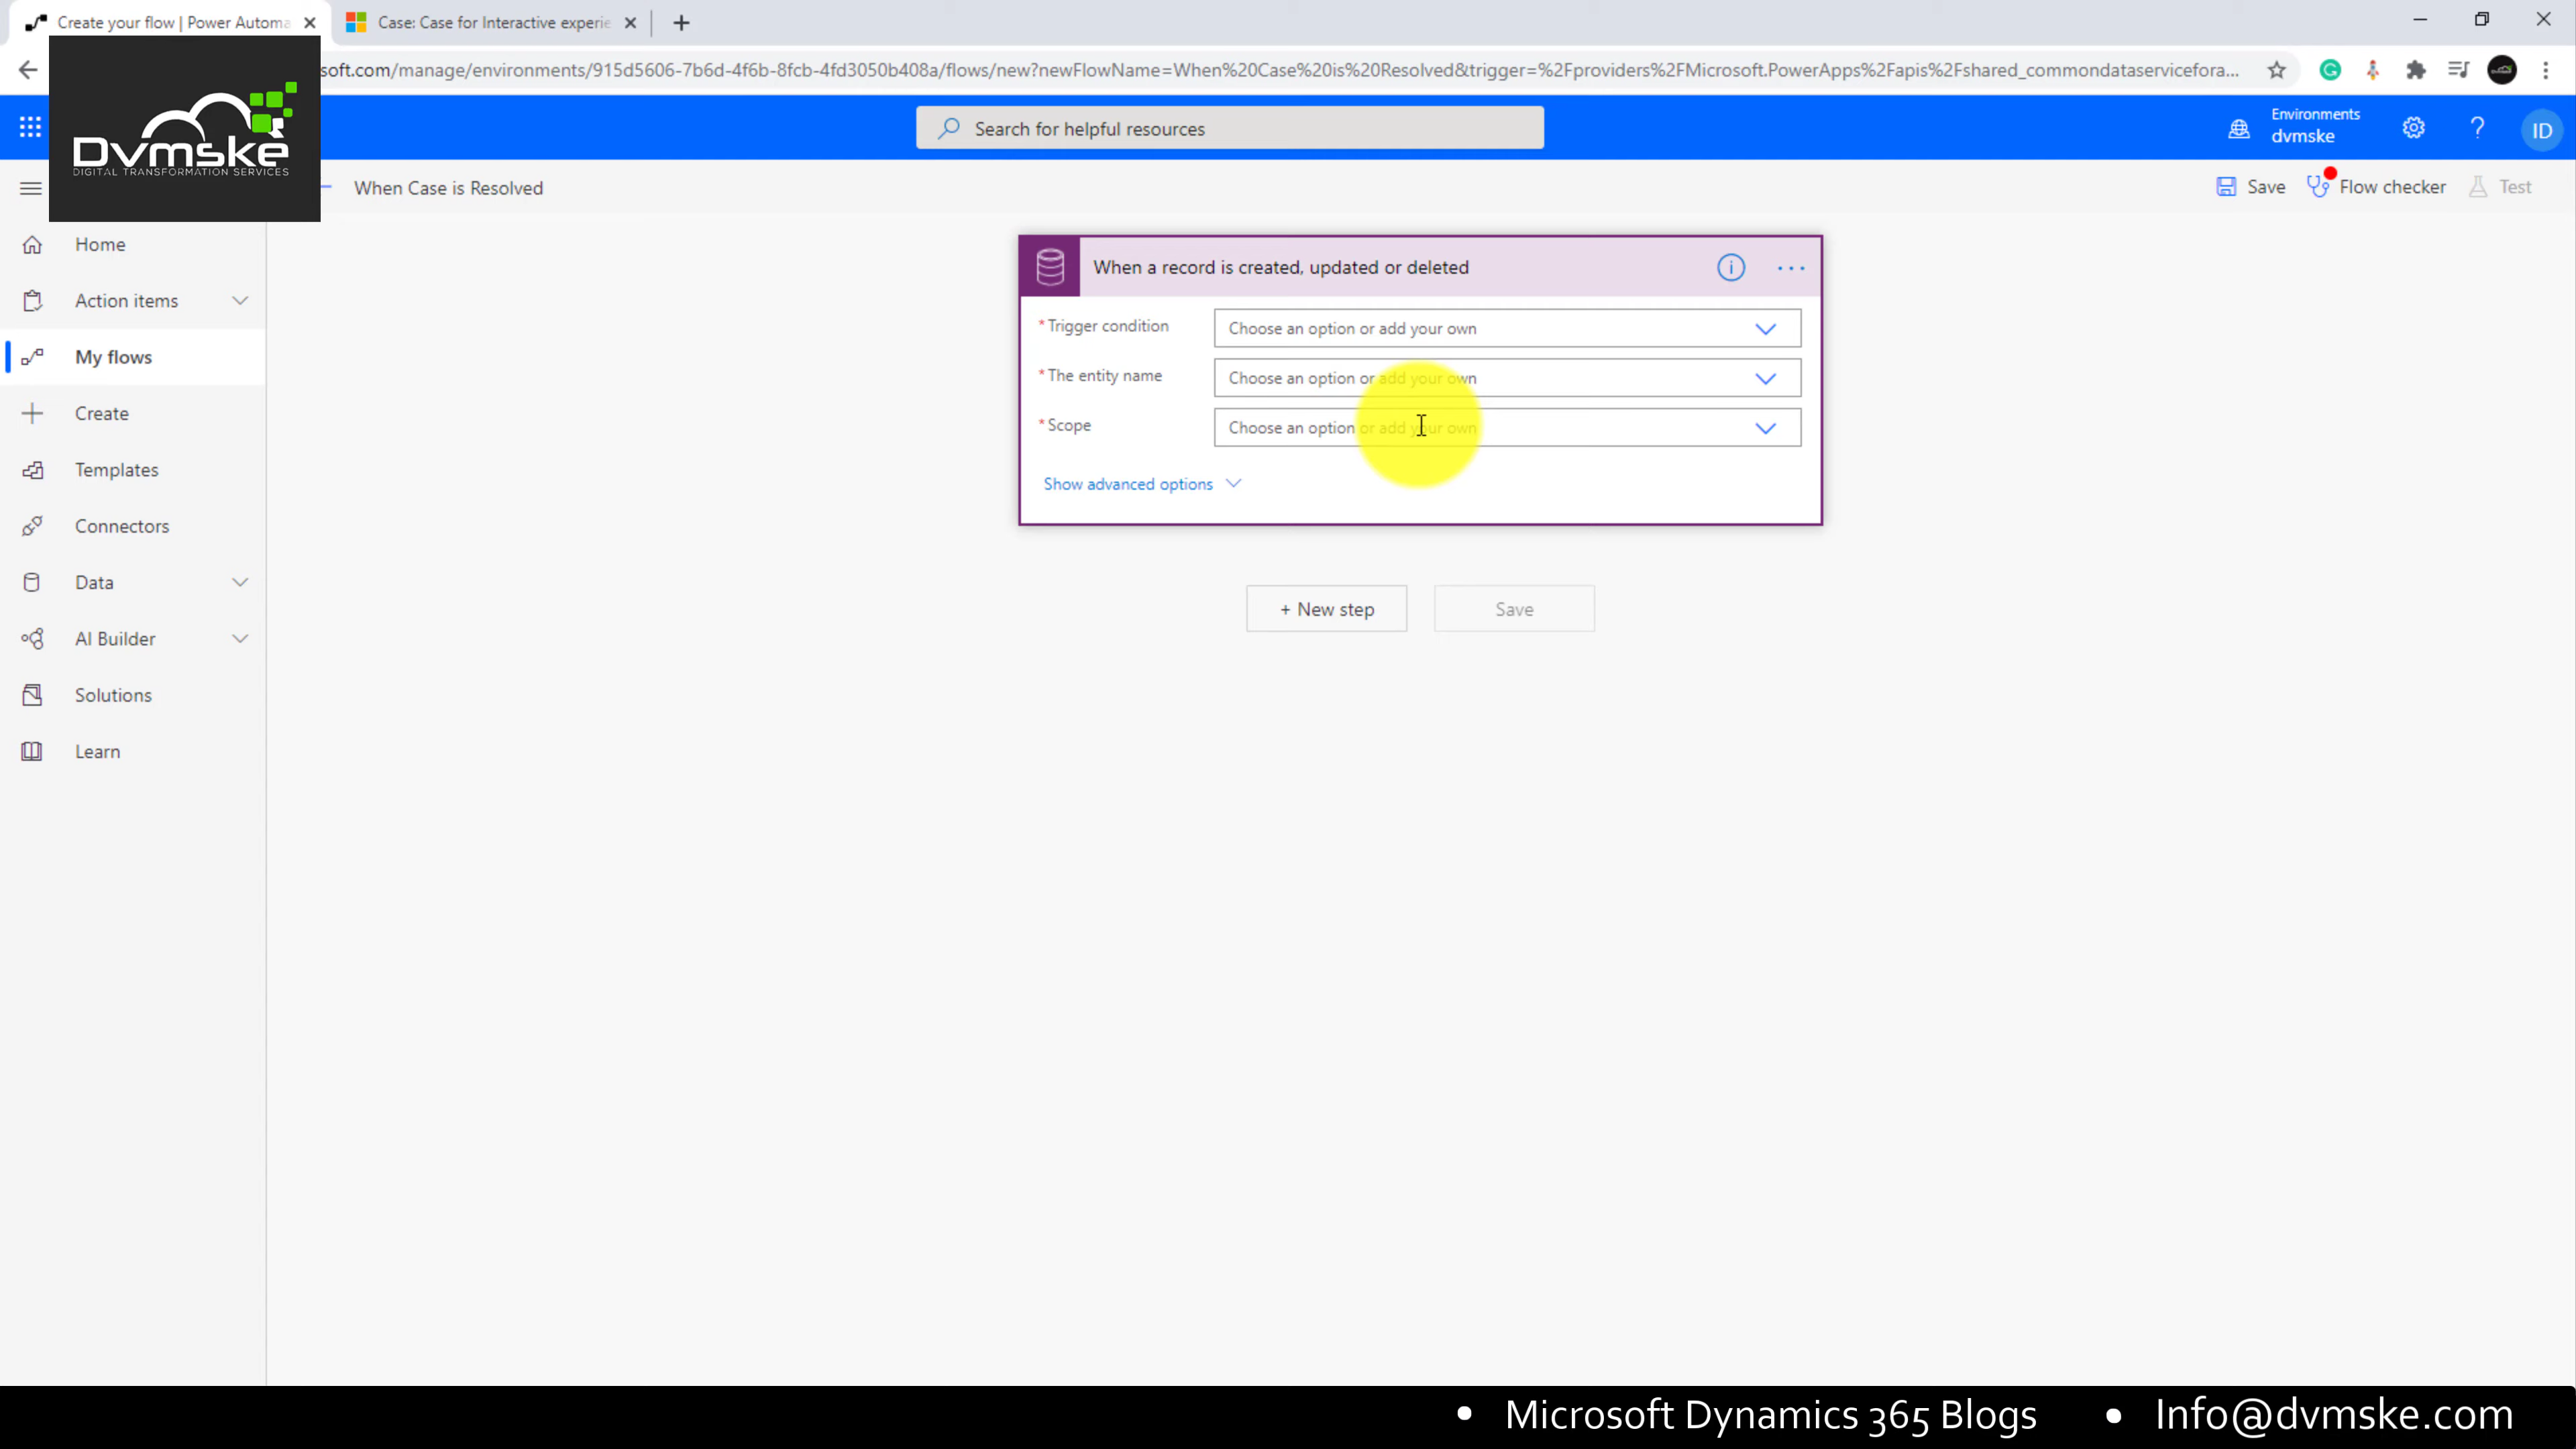 Create your flow | Power Automa
Case: Case for Interactive experie
soft.com/manage/environments/915d5606-7b6d-4f6b-8fcb-4fd3050b408a/flows/new?newFlowName=When%20Case%20is%20Resolved&trigger=%2Fproviders%2FMicrosoft.PowerApps%2Fapis%2Fshared_commondataservicefora...
Dvmske
DIGITAL TRANSFORMATION SERVICES
Search for helpful resources
Environments
dvmske
ID
When Case is Resolved
Save
Flow checker
Test
Home
Action items
My flows
Create
Templates
Connectors
Data
AI Builder
Solutions
Learn
When a record is created, updated or deleted
* Trigger condition
Choose an option or add your own
* The entity name
Choose an option or add your own
* Scope
Choose an option or add your own
Show advanced options
+ New step
Save
• Microsoft Dynamics 365 Blogs • Info@dvmske.com